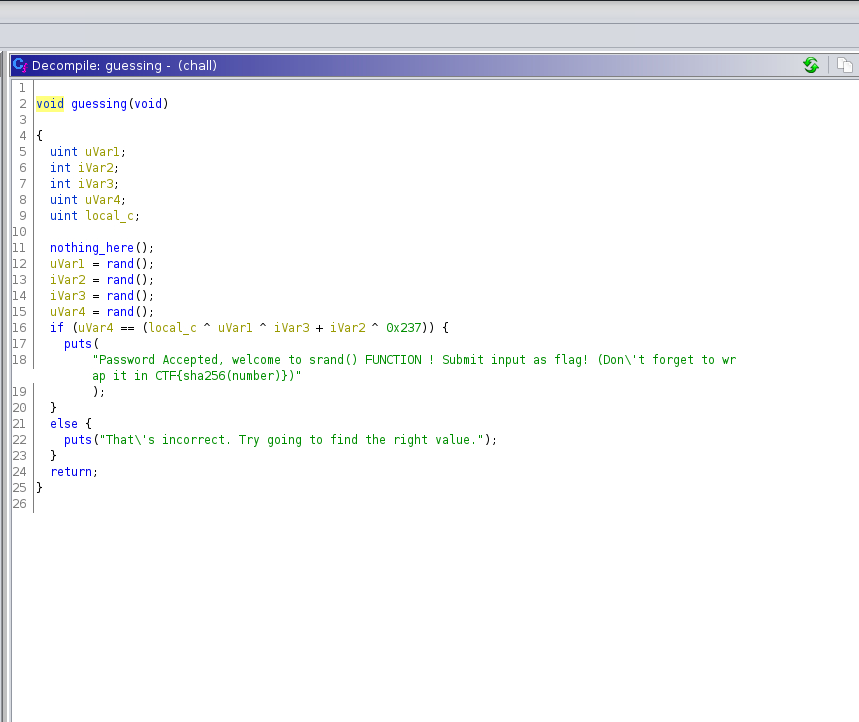 Decompile: guessing - (chall)
1
2 void guessing(void)
3
4 {
5 uint uVar1;
6 int iVar2;
7 int iVar3;
8 uint uVar4;
9 uint local_c;
10
11 nothing_here();
12 uVar1 = rand();
13 iVar2 = rand();
14 iVar3 = rand();
15 uVar4 = rand();
16 if (uVar4 == (local_c ^ uVar1 ^ iVar3 + iVar2 ^ 0x237)) {
17 puts(
18 "Password Accepted, welcome to srand() FUNCTION ! Submit input as flag! (Don\'t forget to wr
ap it in CTF{sha256(number)})"
19 );
20 }
21 else {
22 puts("That\'s incorrect. Try going to find the right value.");
23 }
24 return;
25 }
26